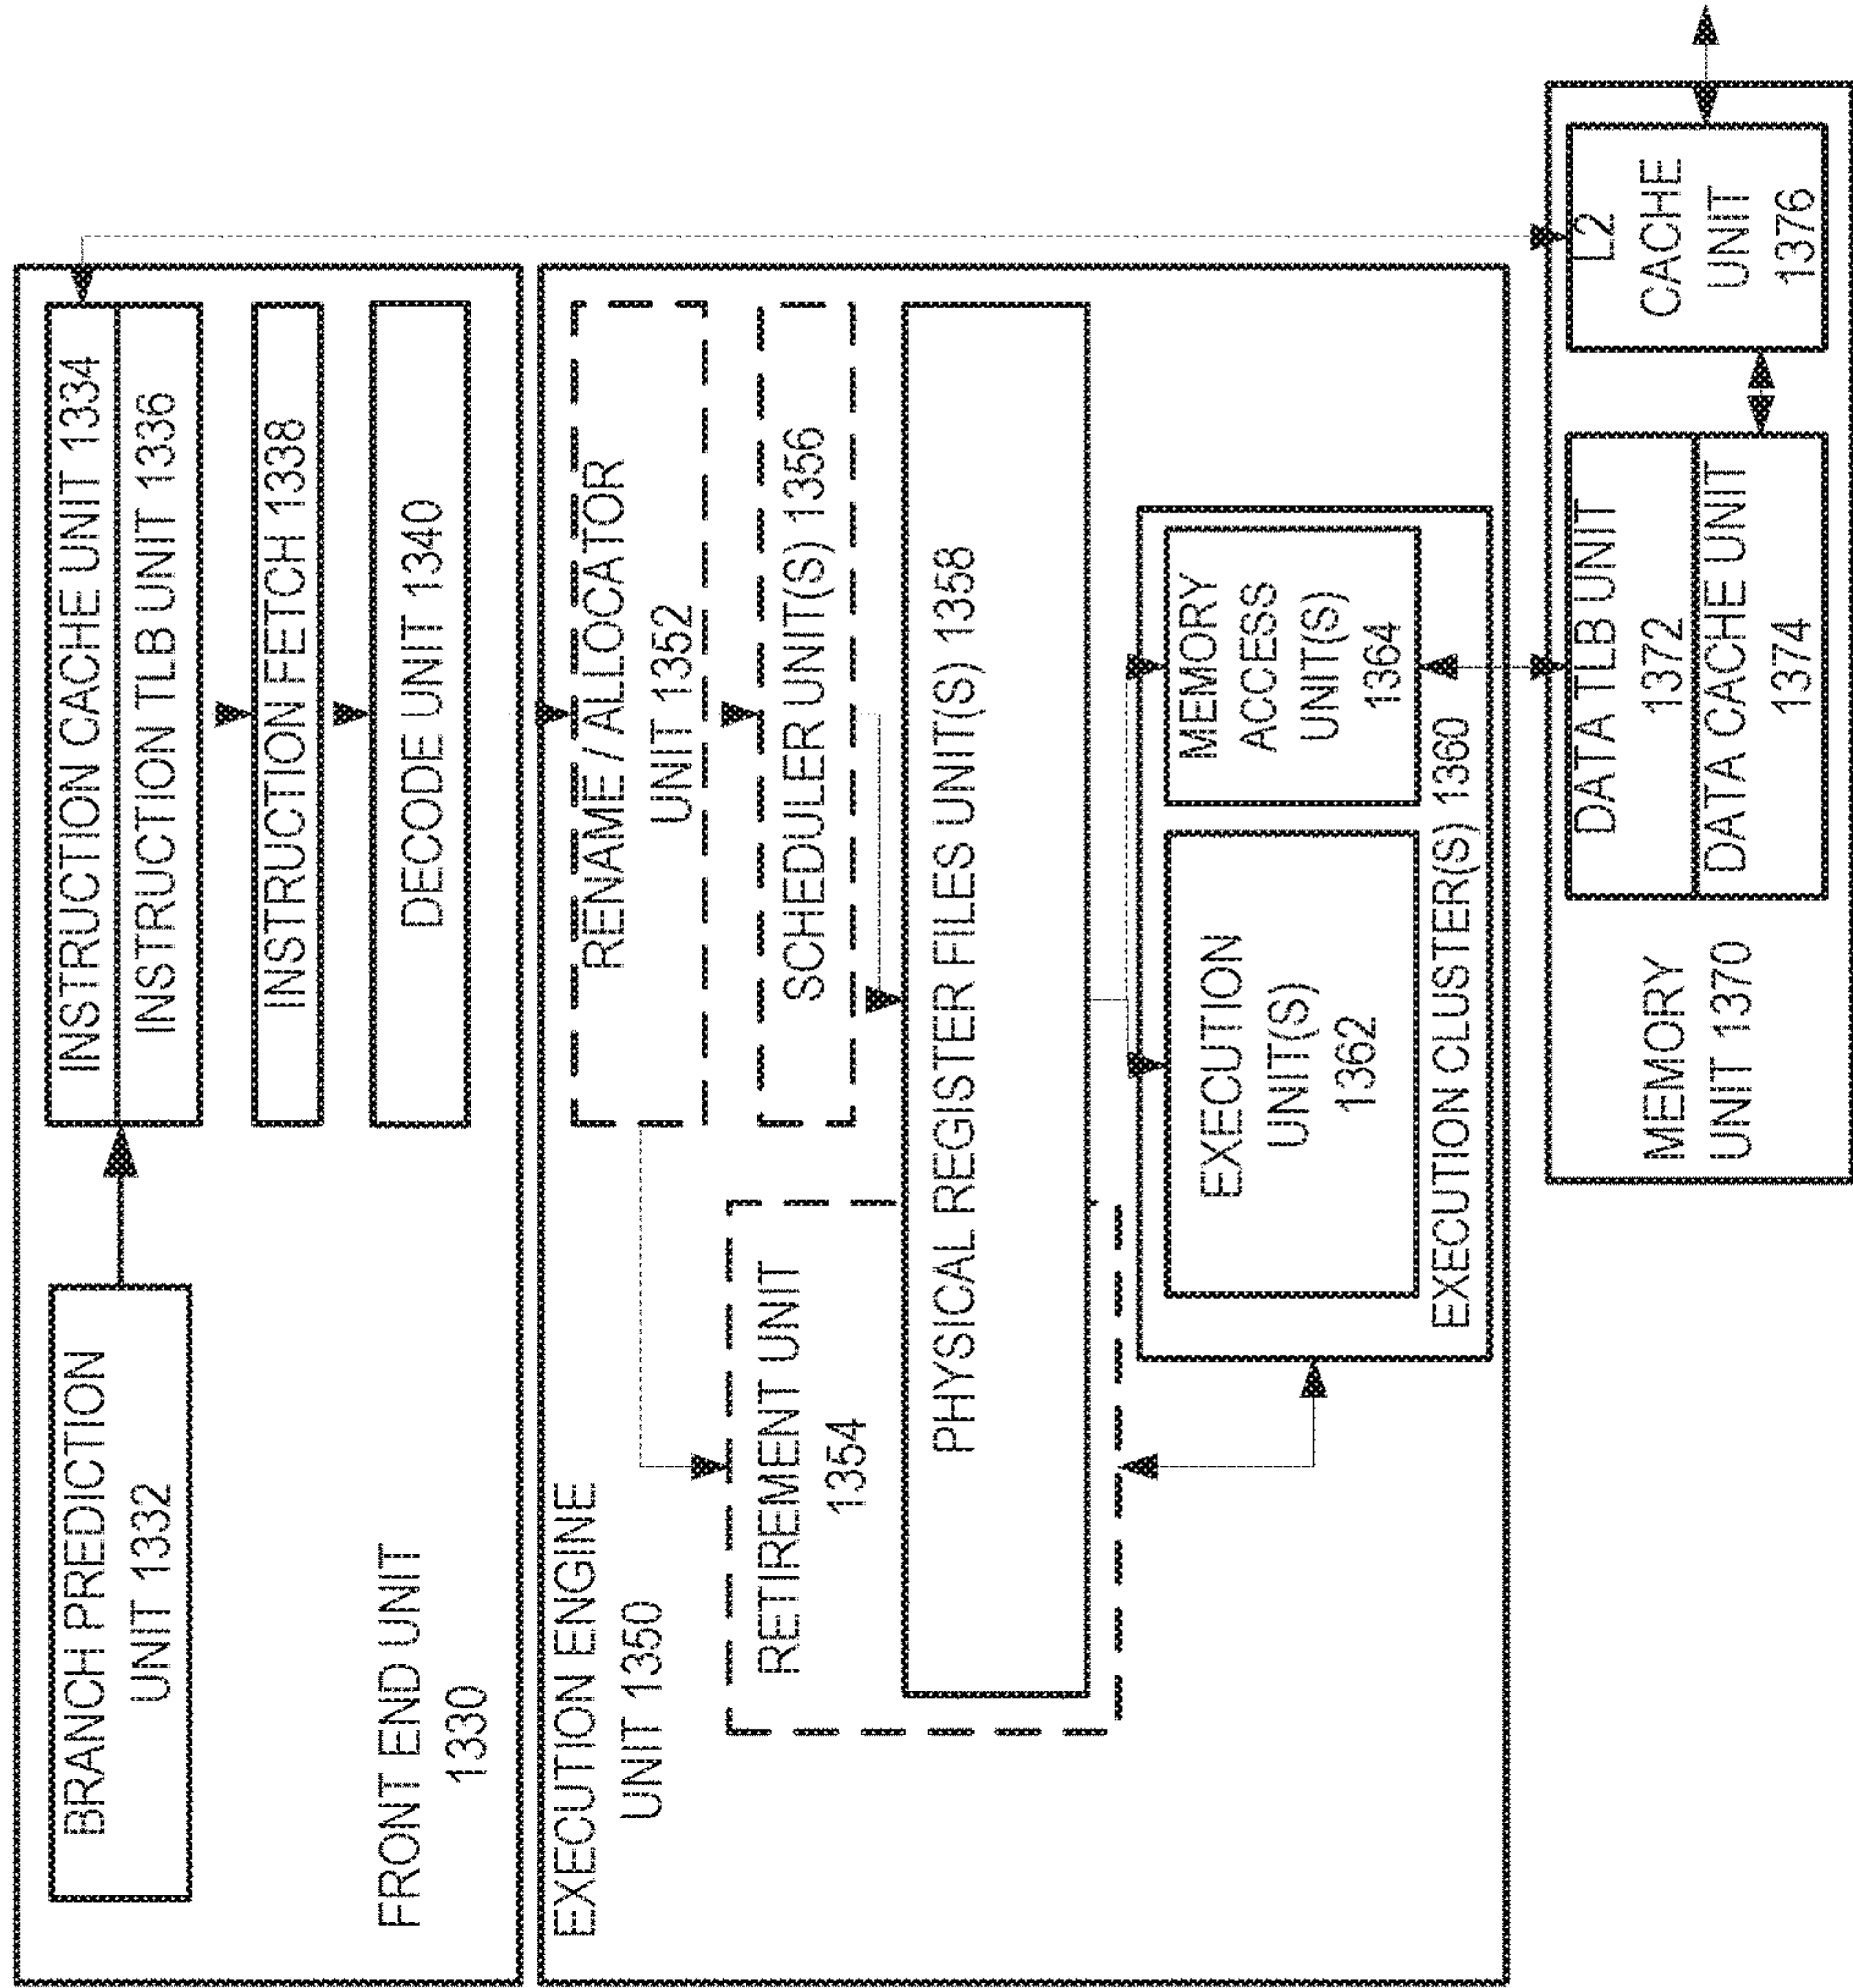 BRANCH PREDICTION
UNIT 1332
INSTRUCTION CACHE UNIT 1334
INSTRUCTION TLB UNIT 1336
INSTRUCTION FETCH 1338
FRONT END UNIT
1330
DECODE UNIT 1340
EXECUTION ENGINE
UNIT 1350
RENAME / ALLOCATOR
UNIT 1352
RETIREMENT UNIT
1354
SCHEDULER UNIT(S) 1356
PHYSICAL REGISTER FILES UNIT(S) 1358
EXECUTION
UNIT(S)
1362
MEMORY
ACCESS
UNIT(S)
1364
EXECUTION CLUSTER(S) 1360
MEMORY
UNIT 1370
DATA TLB UNIT
1372
DATA CACHE UNIT
1374
L2
CACHE
UNIT
1376